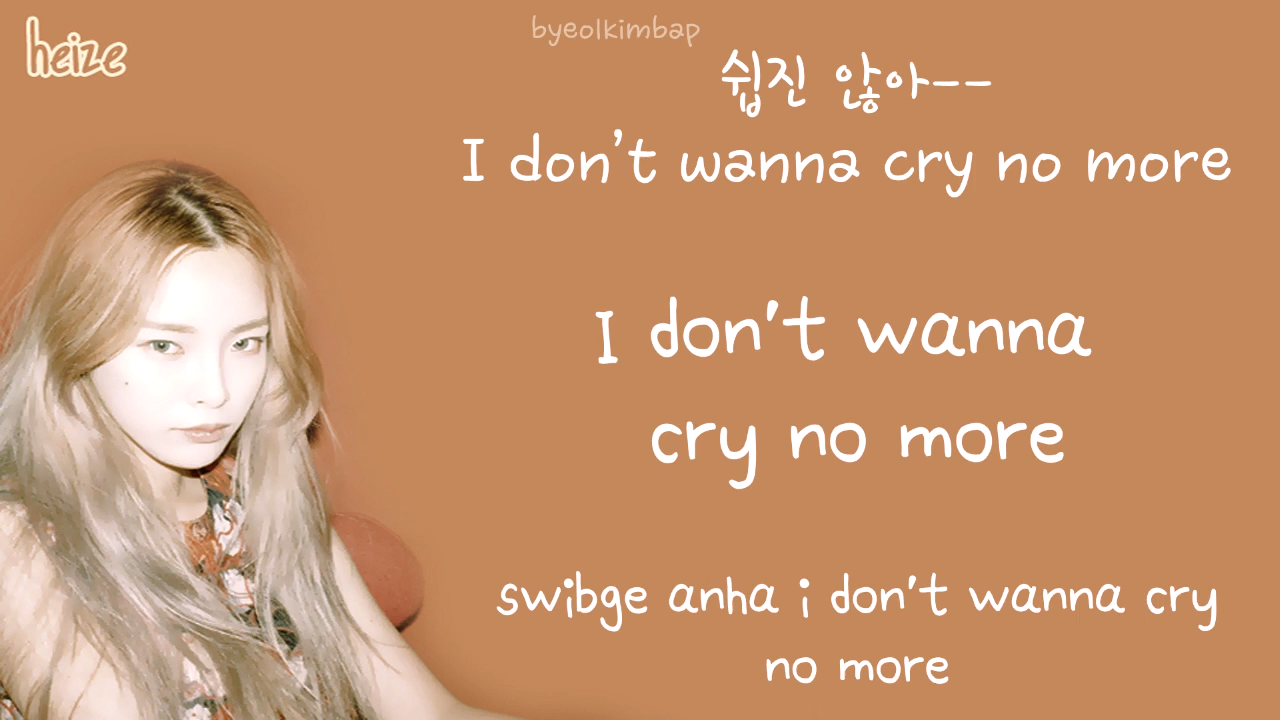 heize
byeolkimbap
쉽진 않아--
I don't wanna cry no more
I don't wanna
cry no more
swibge anha i don't wanna cry
no more